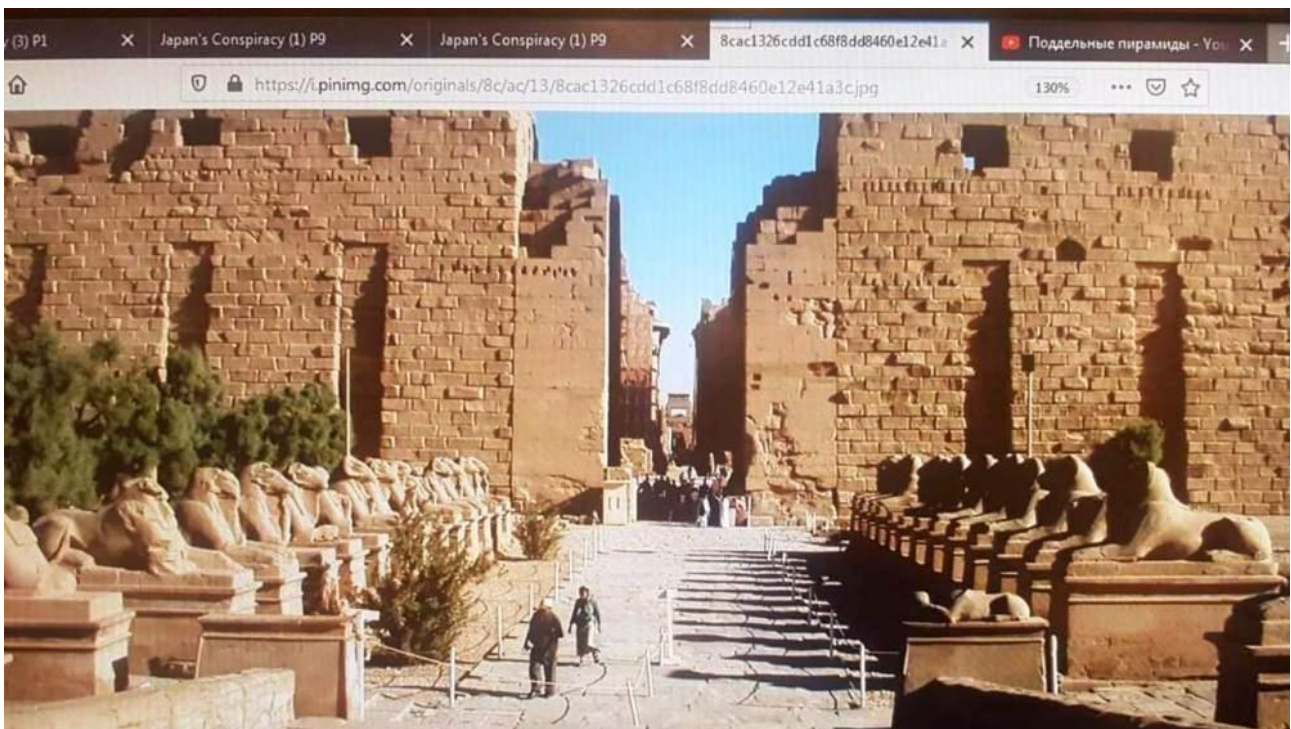 (3) P1
Japan's Conspiracy (1) P9
Japan's Conspiracy (1) P9
8cac1326cdd1c68f8dd8460e12e41a
Поддельные пирамиды - You
https://i.pinimg.com/originals/8c/ac/13/8cac1326cdd1c68f8dd8460e12e41a3c.jpg
130%